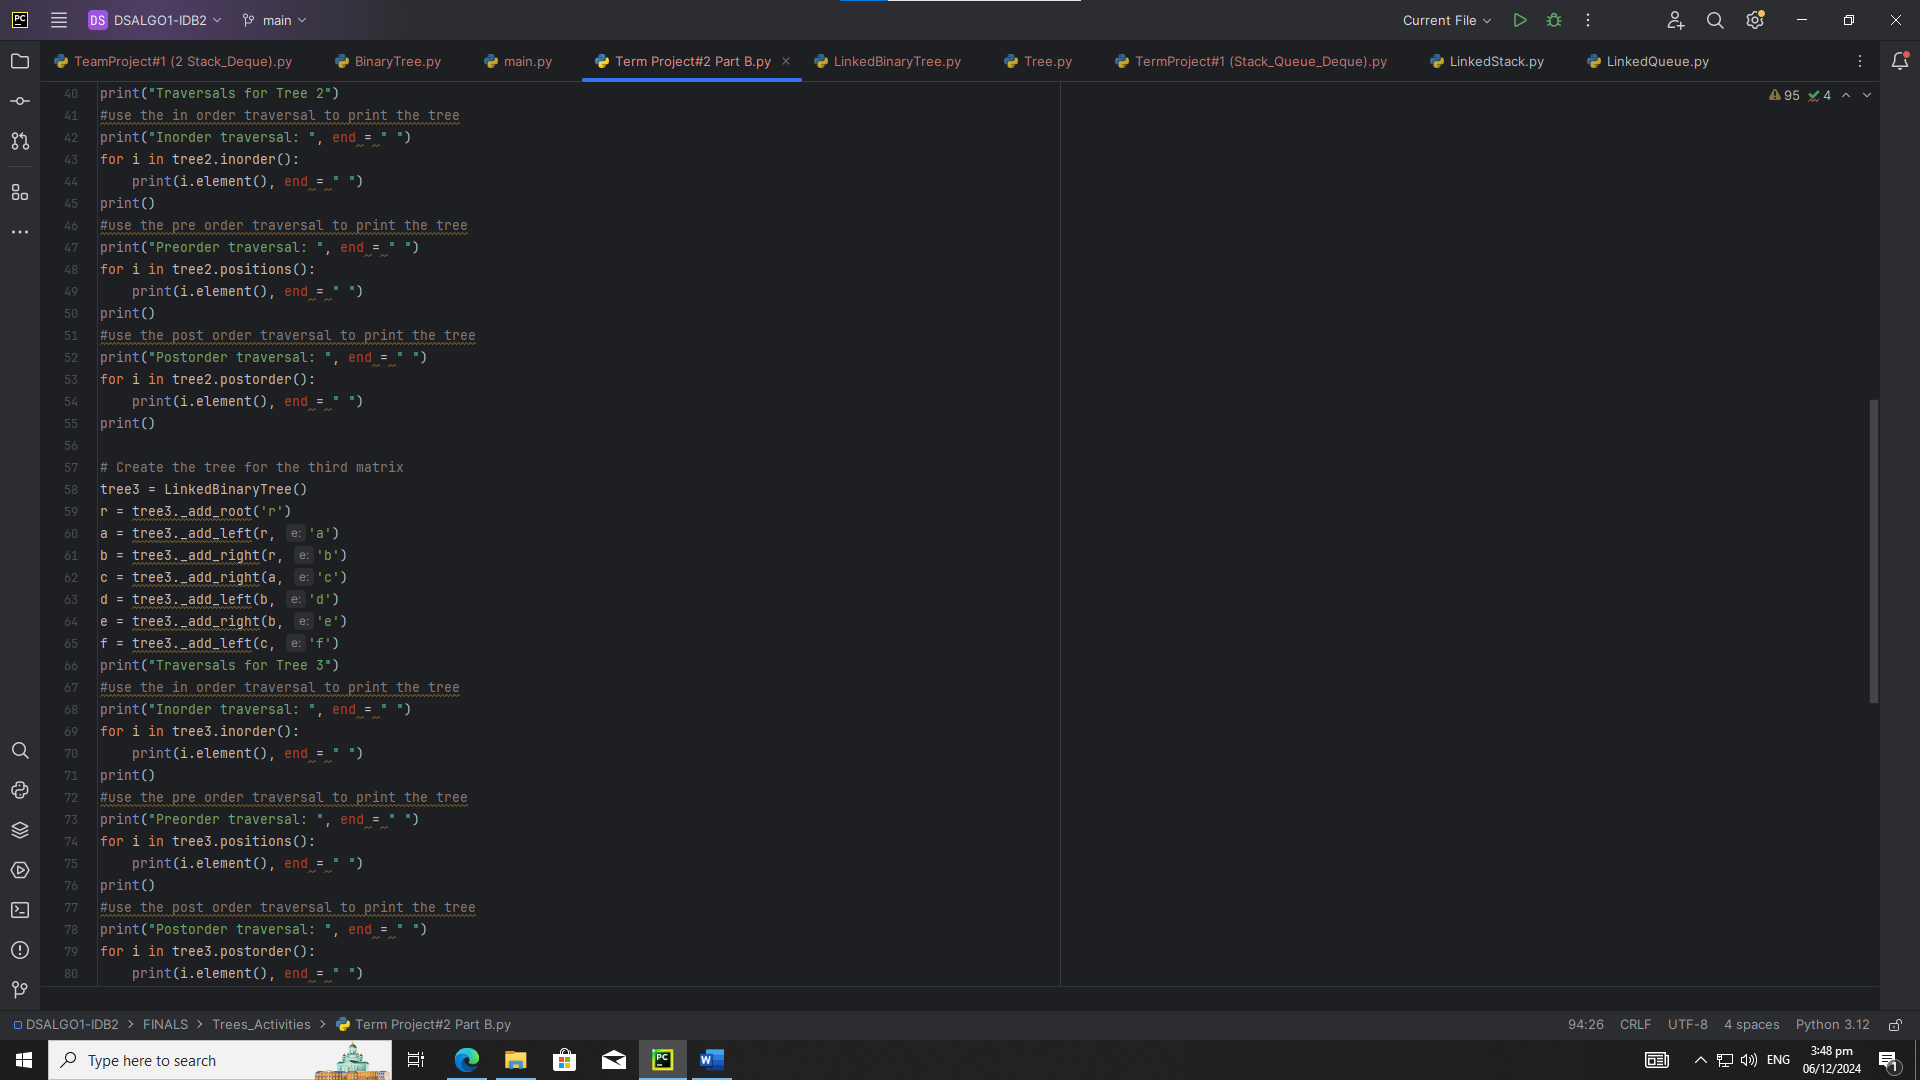 PC DS DSALGO1-IDB2 main Current File
TeamProject#1 (2 Stack_Deque).py BinaryTree.py main.py Term Project#2 Part B.py LinkedBinaryTree.py Tree.py TermProject#1 (Stack_Queue_Deque).py LinkedStack.py LinkedQueue.py
95 4
40 print("Traversals for Tree 2")
41 #use the in order traversal to print the tree
42 print("Inorder traversal: ", end = " ")
43 for i in tree2.inorder():
44     print(i.element(), end = " ")
45 print()
46 #use the pre order traversal to print the tree
47 print("Preorder traversal: ", end = " ")
48 for i in tree2.positions():
49     print(i.element(), end = " ")
50 print()
51 #use the post order traversal to print the tree
52 print("Postorder traversal: ", end = " ")
53 for i in tree2.postorder():
54     print(i.element(), end = " ")
55 print()
56
57 # Create the tree for the third matrix
58 tree3 = LinkedBinaryTree()
59 r = tree3._add_root('r')
60 a = tree3._add_left(r, e: 'a')
61 b = tree3._add_right(r, e: 'b')
62 c = tree3._add_right(a, e: 'c')
63 d = tree3._add_left(b, e: 'd')
64 e = tree3._add_right(b, e: 'e')
65 f = tree3._add_left(c, e: 'f')
66 print("Traversals for Tree 3")
67 #use the in order traversal to print the tree
68 print("Inorder traversal: ", end = " ")
69 for i in tree3.inorder():
70     print(i.element(), end = " ")
71 print()
72 #use the pre order traversal to print the tree
73 print("Preorder traversal: ", end = " ")
74 for i in tree3.positions():
75     print(i.element(), end = " ")
76 print()
77 #use the post order traversal to print the tree
78 print("Postorder traversal: ", end = " ")
79 for i in tree3.postorder():
80     print(i.element(), end = " ")
DSALGO1-IDB2 > FINALS > Trees_Activities > Term Project#2 Part B.py 94:26 CRLF UTF-8 4 spaces Python 3.12
Type here to search PC W ENG 3:48 pm
06/12/2024 1